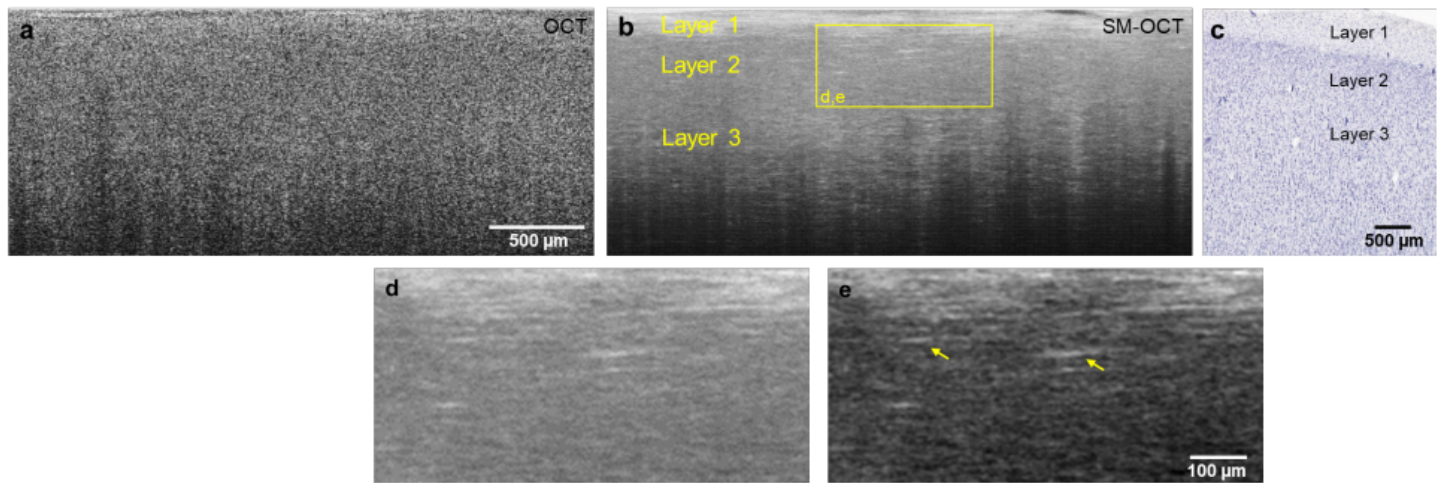 a
OCT
500 µm
b
SM-OCT
Layer 1
Layer 2
Layer 3
d,e
c
Layer 1
Layer 2
Layer 3
500 µm
d
e
100 µm